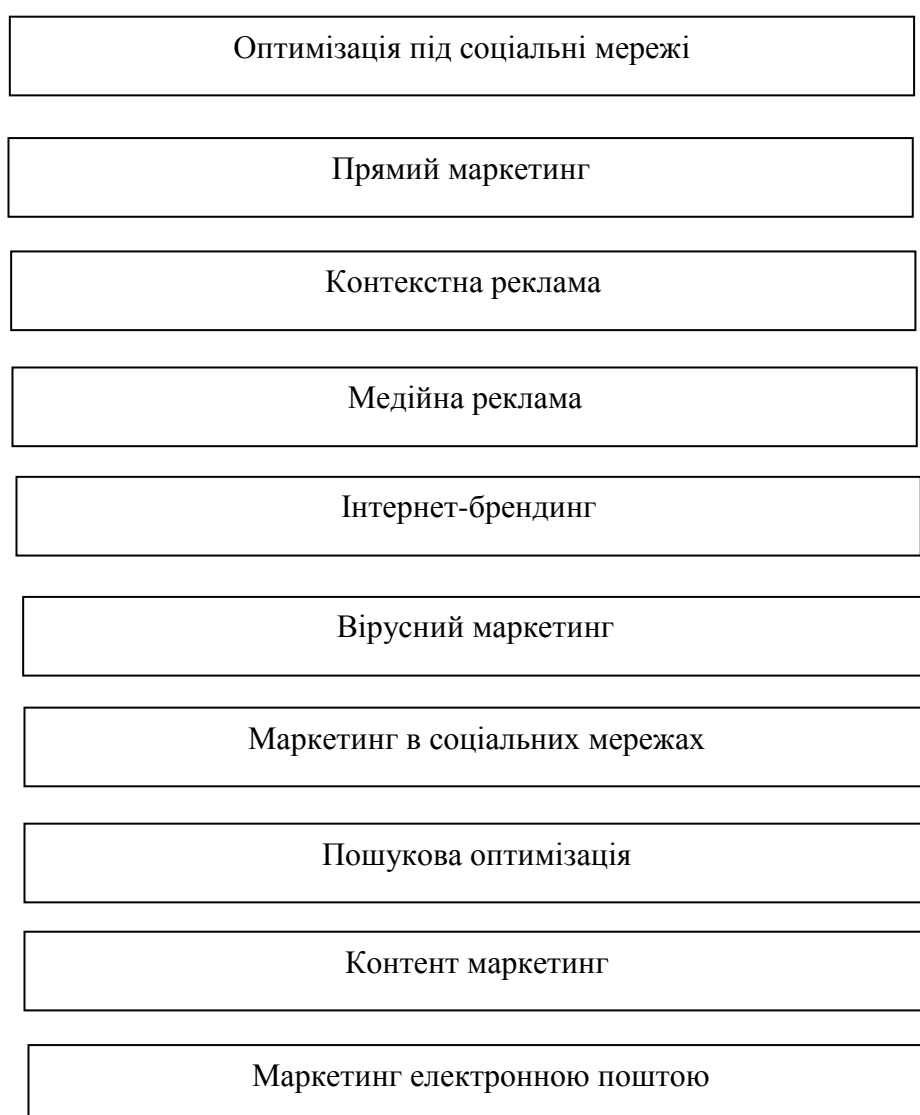 Оптимізація під соціальні мережі
Прямий маркетинг
Контекстна реклама
Медійна реклама
Інтернет-брендинг
Вірусний маркетинг
Маркетинг в соціальних мережах
Пошукова оптимізація
Контент маркетинг
Маркетинг електронною поштою